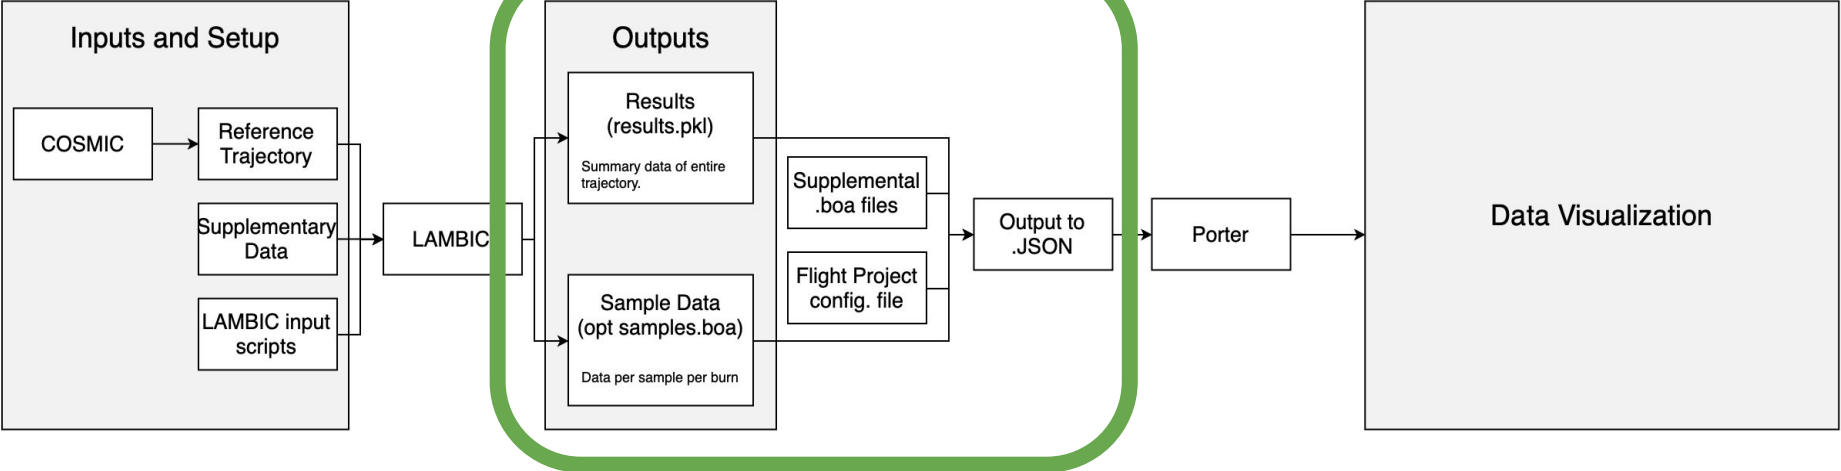 Inputs and Setup
COSMIC
Reference
Trajectory
Supplementary
Data
LAMBIC input
scripts
LAMBIC
Outputs
Results
(results.pkl)
Summary data of entire
trajectory.
Sample Data
(opt samples.boa)
Data per sample per burn
Supplemental
.boa files
Flight Project
config. file
Output to
.JSON
Porter
Data Visualization